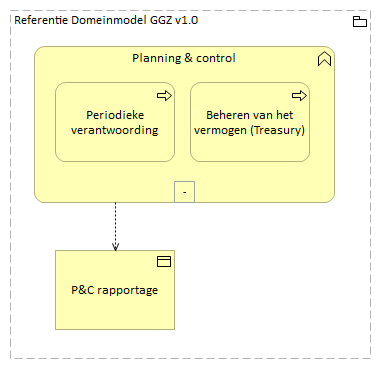 Referentie Domeinmodel GGZ v1.0
Planning & control
Periodieke
verantwoording
Beheren van het
vermogen (Treasury)
-
P&C rapportage